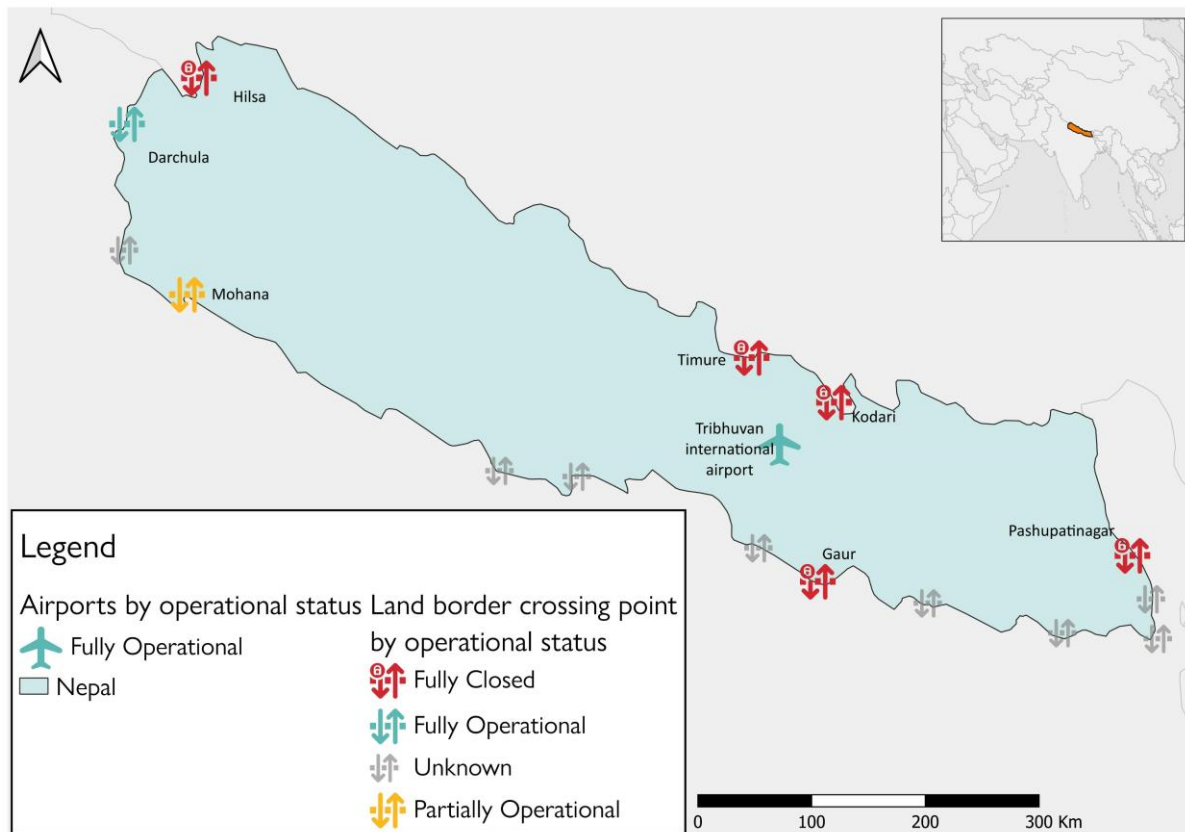 Hilsa
Darchula
Mohana
Timure
Kodari
Tribhuvan
international
airport
Pashupatinagar
Gaur
Legend
Airports by operational status
Fully Operational
Nepal
Land border crossing point
by operational status
Fully Closed
Fully Operational
Unknown
Partially Operational
0 100 200 300 Km